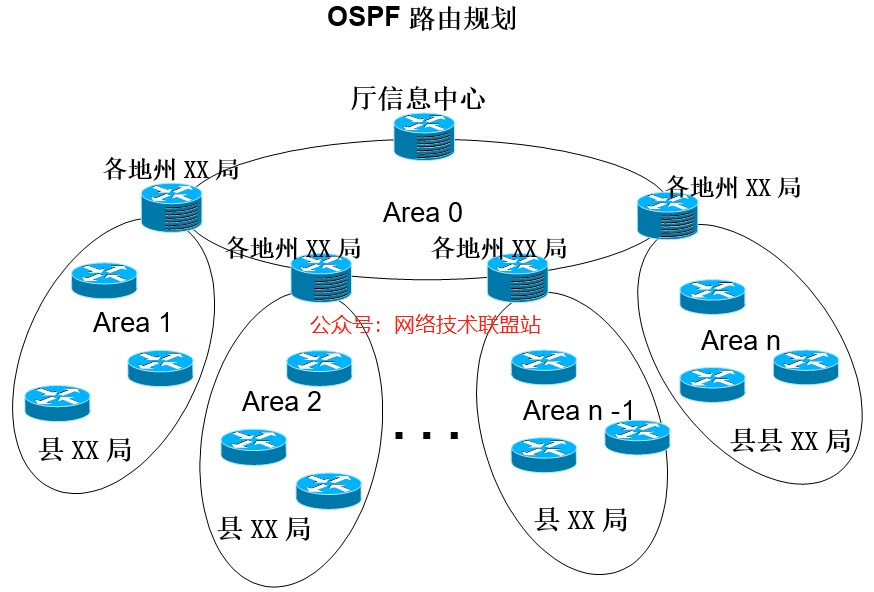 OSPF 路由规划
厅信息中心
各地州 XX 局
各地州 XX 局
Area 0
各地州 XX 局
各地州 XX 局
Area 1
公众号：网络技术联盟站
Area n
Area 2
Area n -1
. . .
县 XX 局
县县 XX 局
县 XX 局
县 XX 局